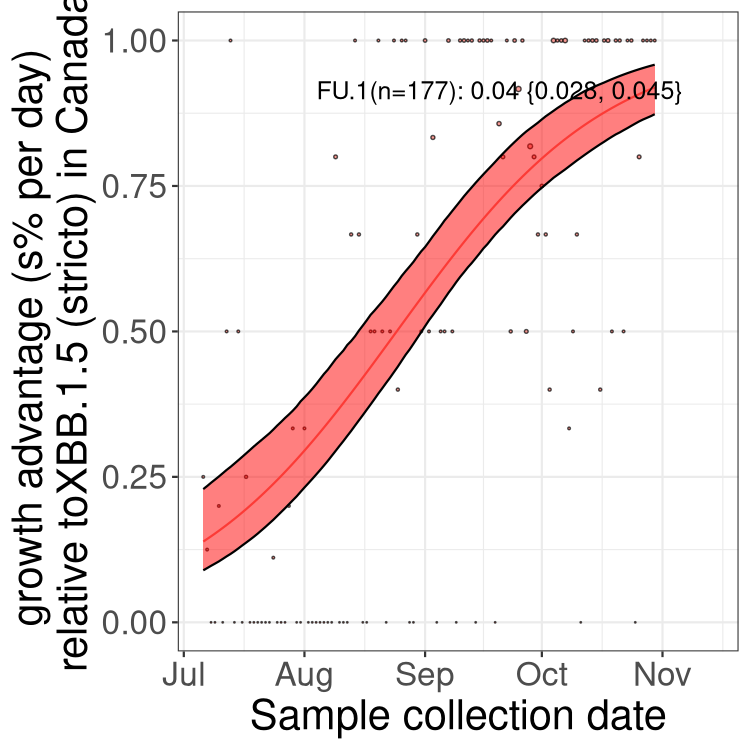 growth advantage (s% per day)
relative toXBB.1.5 (stricto) in Canada
1.00
0.75
0.50
0.25
0.00
FU.1(n=177): 0.04 {0.028, 0.045}
Jul Aug Sep Oct Nov
Sample collection date